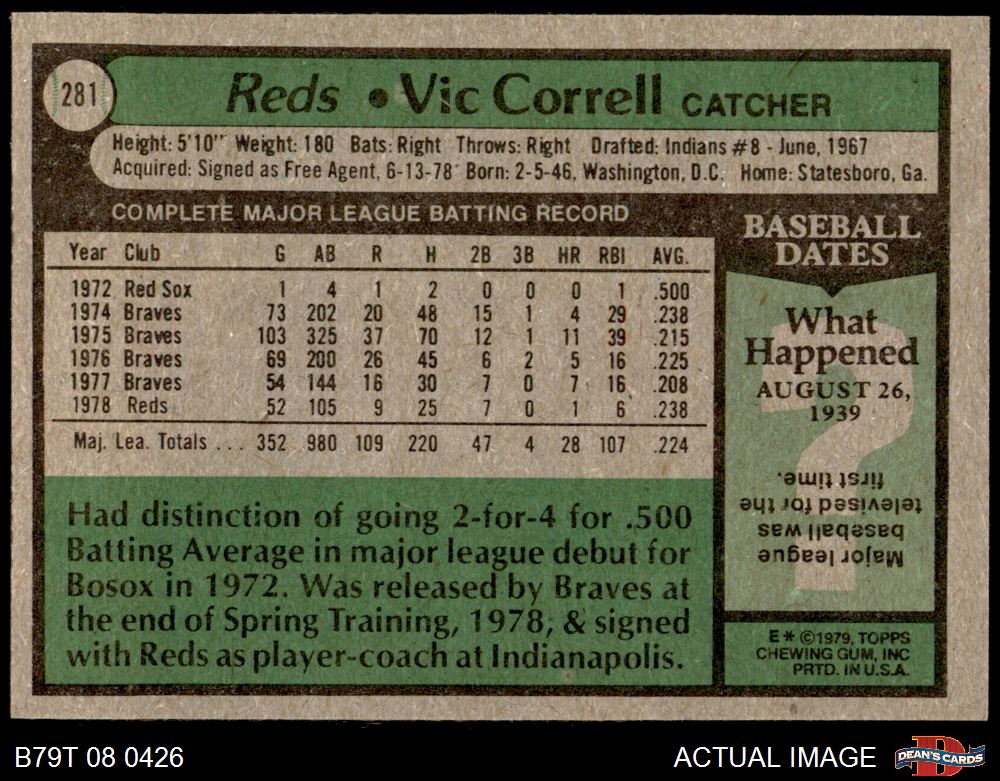 281
Reds • Vic Correll CATCHER
Height: 5'10" Weight: 180 Bats: Right Throws: Right Drafted: Indians #8 - June, 1967
Acquired: Signed as Free Agent, 6-13-78 Born: 2-5-46, Washington, D.C. Home: Statesboro, Ga.
COMPLETE MAJOR LEAGUE BATTING RECORD
Year Club G AB R H 2B 3B HR RBI AVG.
1972 Red Sox 1 4 1 2 0 0 0 1 .500
1974 Braves 73 202 20 48 15 1 4 29 .238
1975 Braves 103 325 37 70 12 1 11 39 .215
1976 Braves 69 200 26 45 6 2 5 16 .225
1977 Braves 54 144 16 30 7 0 7 16 .208
1978 Reds 52 105 9 25 7 0 1 6 .238
Maj. Lea. Totals ... 352 980 109 220 47 4 28 107 .224
Had distinction of going 2-for-4 for .500
Batting Average in major league debut for
Bosox in 1972. Was released by Braves at
the end of Spring Training, 1978, & signed
with Reds as player-coach at Indianapolis.
BASEBALL
DATES
What
Happened
AUGUST 26,
1939
?
Major league
baseball was
televised for the
first time.
E* ©1979, TOPPS
CHEWING GUM, INC
PRTD. IN U.S.A.
B79T 08 0426
ACTUAL IMAGE
D
DEAN'S CARDS